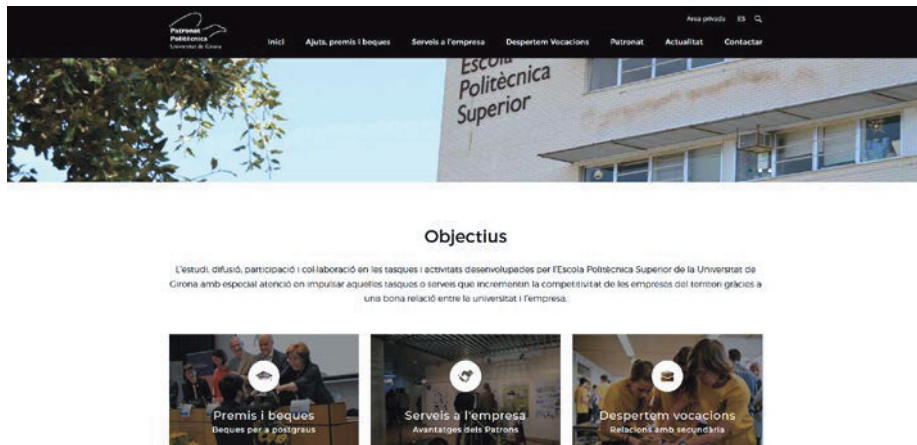 Àrea privada ES
Patronat
Politècnica
Universitat de Girona
Inici Ajuts, premis i beques Serveis a l'empresa Despertem Vocacions Patronat Actualitat Contactar
Escola
Politècnica
Superior
Objectius
L'estudi, difusió, participació i col·laboració en les tasques i activitats desenvolupades per l'Escola Politècnica Superior de la Universitat de
Girona amb especial atenció en impulsar aquelles tasques o serveis que incrementin la competitivitat de les empreses del territori gràcies a
una bona relació entre la universitat i l'empresa.
Premis i beques
Beques per a postgraus
Serveis a l'empresa
Avantatges dels Patrons
Despertem vocacions
Relacions amb secundària